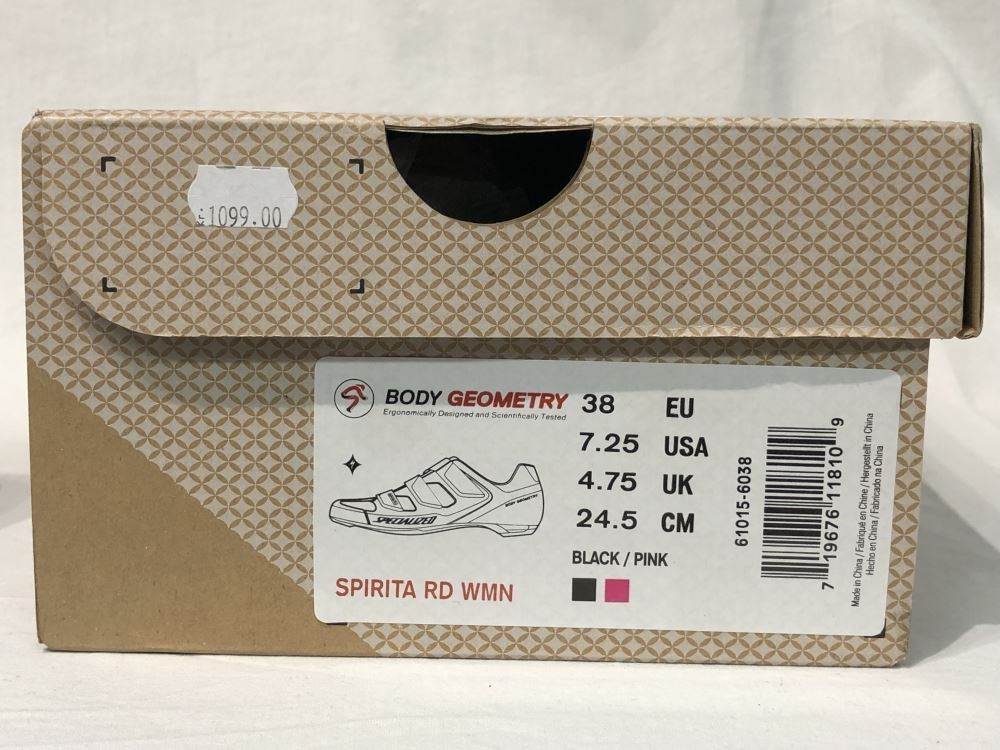 $1099.00
BODY GEOMETRY
Ergonomically Designed and Scientifically Tested
SPECIALIZED
BODY GEOMETRY
SPIRITA RD WMN
38 EU
7.25 USA
4.75 UK
24.5 CM
BLACK / PINK
61015-6038
7 19676 11810 9
Made in China / Fabriqué en Chine / Hergestellt in China
Hecho en China / Fabricado na China